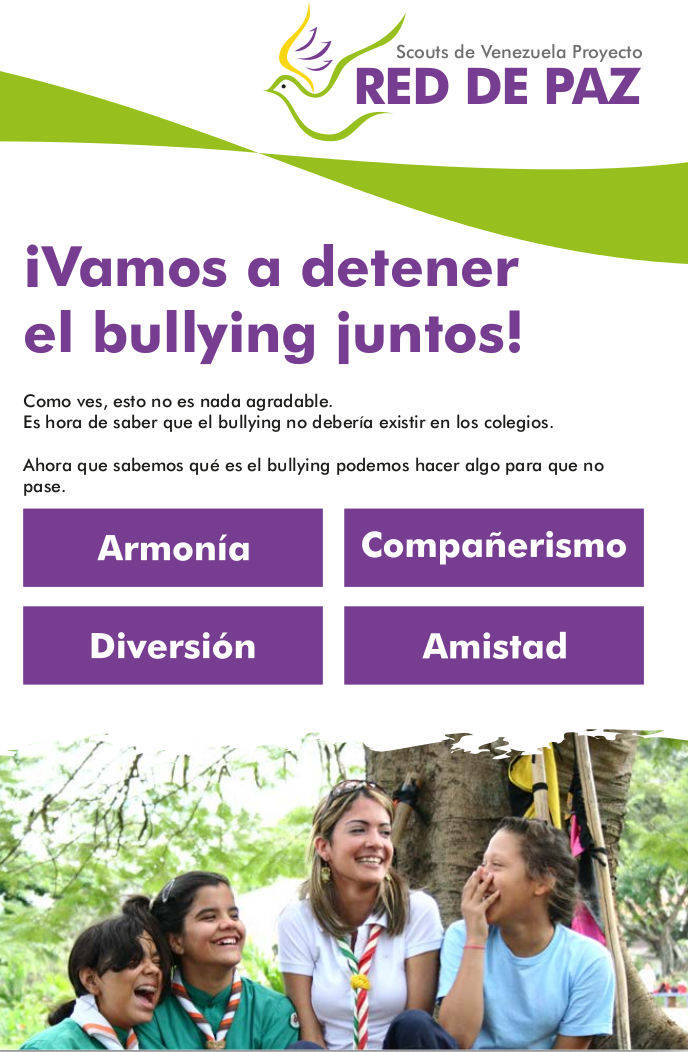 Scouts de Venezuela Proyecto
RED DE PAZ
¡Vamos a detener
el bullying juntos!
Como ves, esto no es nada agradable.
Es hora de saber que el bullying no debería existir en los colegios.
Ahora que sabemos qué es el bullying podemos hacer algo para que no
pase.
Armonía
Compañerismo
Diversión
Amistad